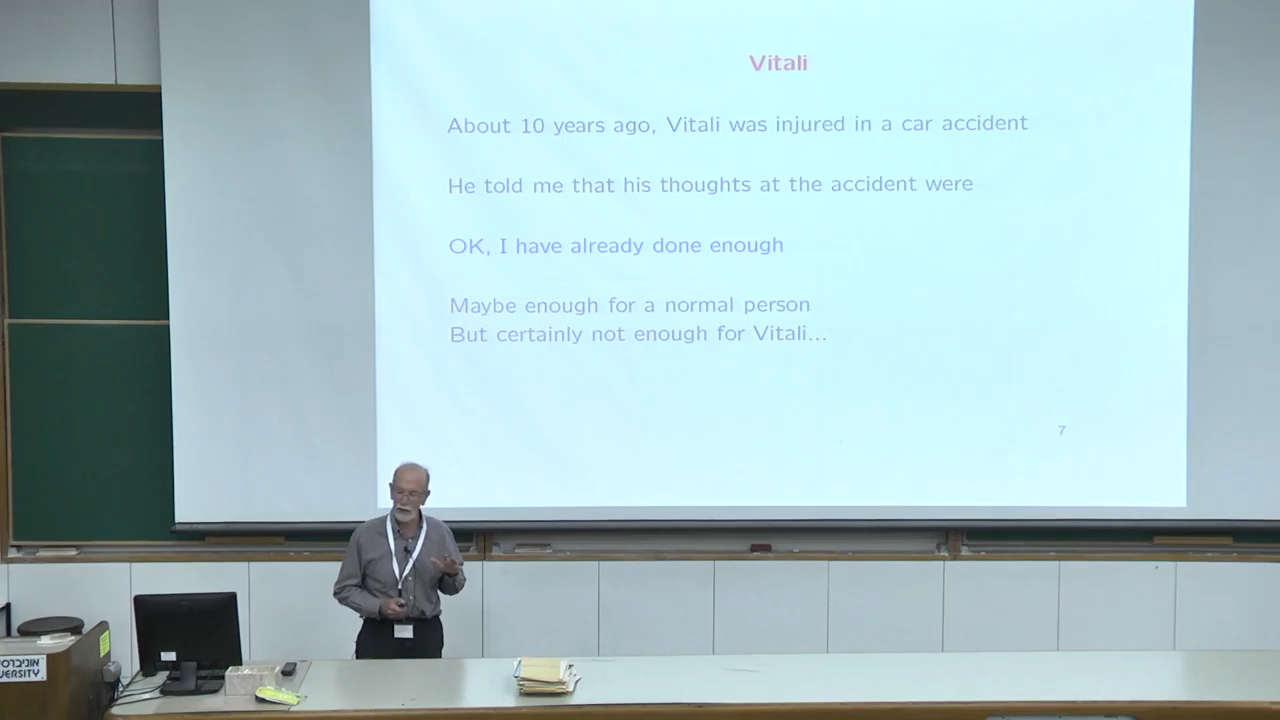 Vitali
About 10 years ago, Vitali was injured in a car accident
He told me that his thoughts at the accident were
OK, I have already done enough
Maybe enough for a normal person
But certainly not enough for Vitali...
7